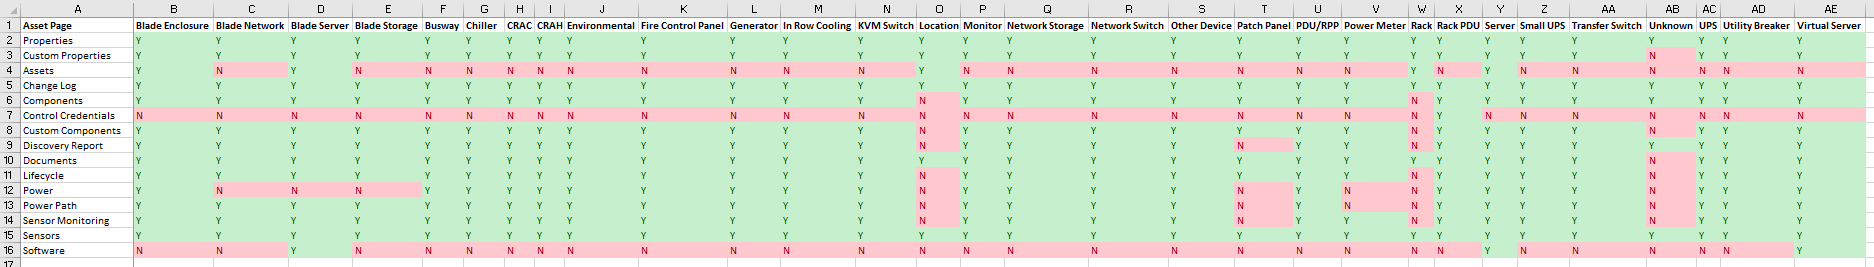 A B C D E F G H I J K L M N O P Q R S T U V W X Y Z AA AB AC AD AE
1 Asset Page Blade Enclosure Blade Network Blade Server Blade Storage Busway Chiller CRAC CRAH Environmental Fire Control Panel Generator In Row Cooling KVM Switch Location Monitor Network Storage Network Switch Other Device Patch Panel PDU/RPP Power Meter Rack Rack PDU Server Small UPS Transfer Switch Unknown UPS Utility Breaker Virtual Server
2 Properties Y Y Y Y Y Y Y Y Y Y Y Y Y Y Y Y Y Y Y Y Y Y Y Y Y Y Y Y Y Y
3 Custom Properties Y Y Y Y Y Y Y Y Y Y Y Y Y Y Y Y Y Y Y Y Y Y Y Y Y Y N Y Y Y
4 Assets Y N Y N N N N N N N N N N Y N N N N N N N Y N Y N N N N N N
5 Change Log Y Y Y Y Y Y Y Y Y Y Y Y Y Y Y Y Y Y Y Y Y Y Y Y Y Y Y Y Y Y
6 Components Y Y Y Y Y Y Y Y Y Y Y Y Y N Y Y Y Y Y Y Y N Y Y Y Y Y Y Y Y
7 Control Credentials N N N N N N N N N N N N N N N N N N N N N N Y N N N N N N N
8 Custom Components Y Y Y Y Y Y Y Y Y Y Y Y Y N Y Y Y Y Y Y Y N Y Y Y Y N Y Y Y
9 Discovery Report Y Y Y Y Y Y Y Y Y Y Y Y Y N Y Y Y Y N Y Y N Y Y Y Y Y Y Y Y
10 Documents Y Y Y Y Y Y Y Y Y Y Y Y Y Y Y Y Y Y Y Y Y Y Y Y Y Y N Y Y Y
11 Lifecycle Y Y Y Y Y Y Y Y Y Y Y Y Y N Y Y Y Y Y Y Y N Y Y Y Y N Y Y Y
12 Power Y N N N Y Y Y Y Y Y Y Y Y N Y Y Y Y N Y N N Y Y Y Y N Y Y Y
13 Power Path Y Y Y Y Y Y Y Y Y Y Y Y Y N Y Y Y Y N Y N N Y Y Y Y N Y Y Y
14 Sensor Monitoring Y Y Y Y Y Y Y Y Y Y Y Y Y N Y Y Y Y N Y Y N Y Y Y Y N Y Y Y
15 Sensors Y Y Y Y Y Y Y Y Y Y Y Y Y Y Y Y Y Y Y Y Y Y Y Y Y Y Y Y Y Y
16 Software N N Y N N N N N N N N N N N N N N N N N N N N Y N N N N N Y
17